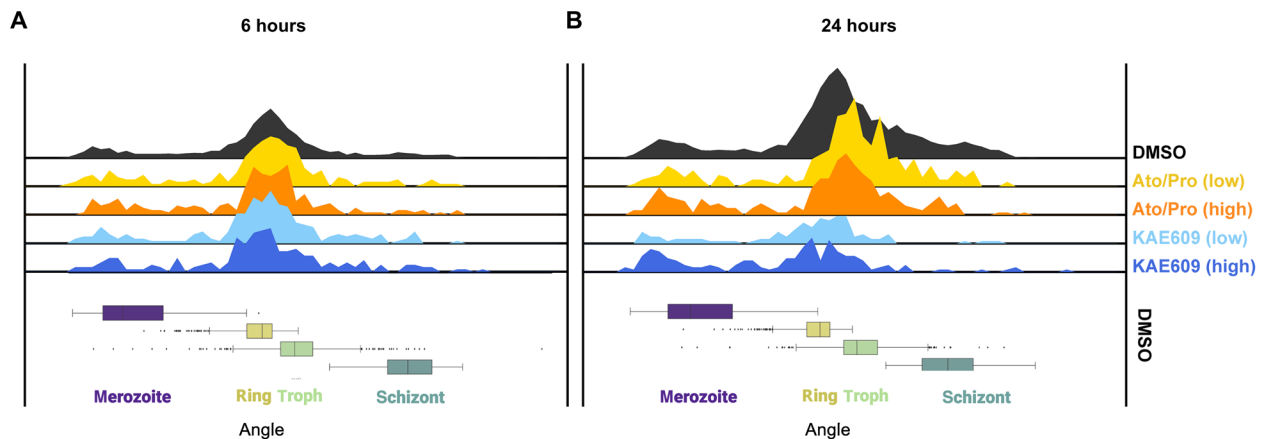 A
6 hours
B
24 hours
DMSO
Ato/Pro (low)
Ato/Pro (high)
KAE609 (low)
KAE609 (high)
DMSO
Merozoite
Ring Troph
Schizont
Merozoite
Ring Troph
Schizont
Angle
Angle